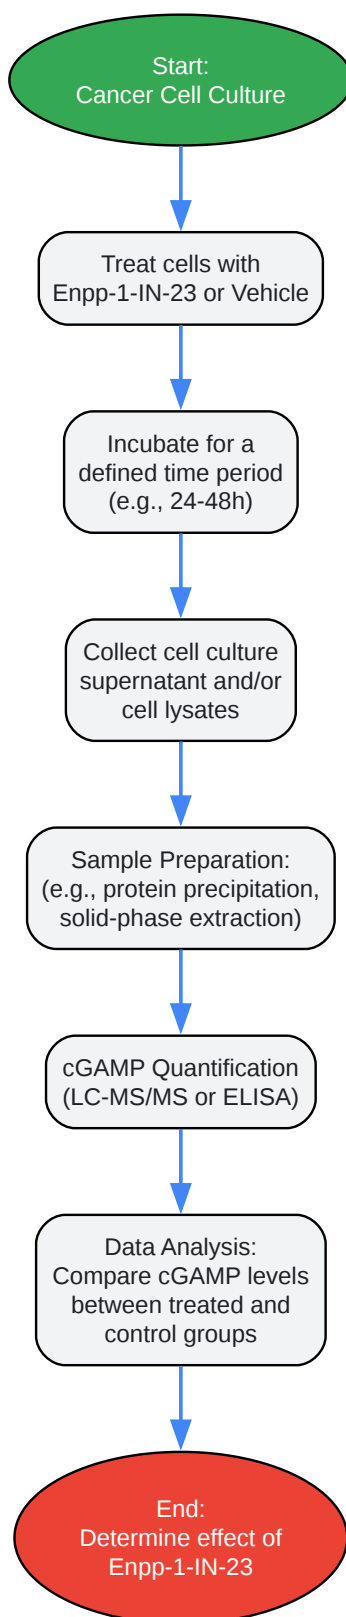 Start:
Cancer Cell Culture
Treat cells with
Enpp-1-IN-23 or Vehicle
Incubate for a
defined time period
(e.g., 24-48h)
Collect cell culture
supernatant and/or
cell lysates
Sample Preparation:
(e.g., protein precipitation,
solid-phase extraction)
cGAMP Quantification
(LC-MS/MS or ELISA)
Data Analysis:
Compare cGAMP levels
between treated and
control groups
End:
Determine effect of
Enpp-1-IN-23